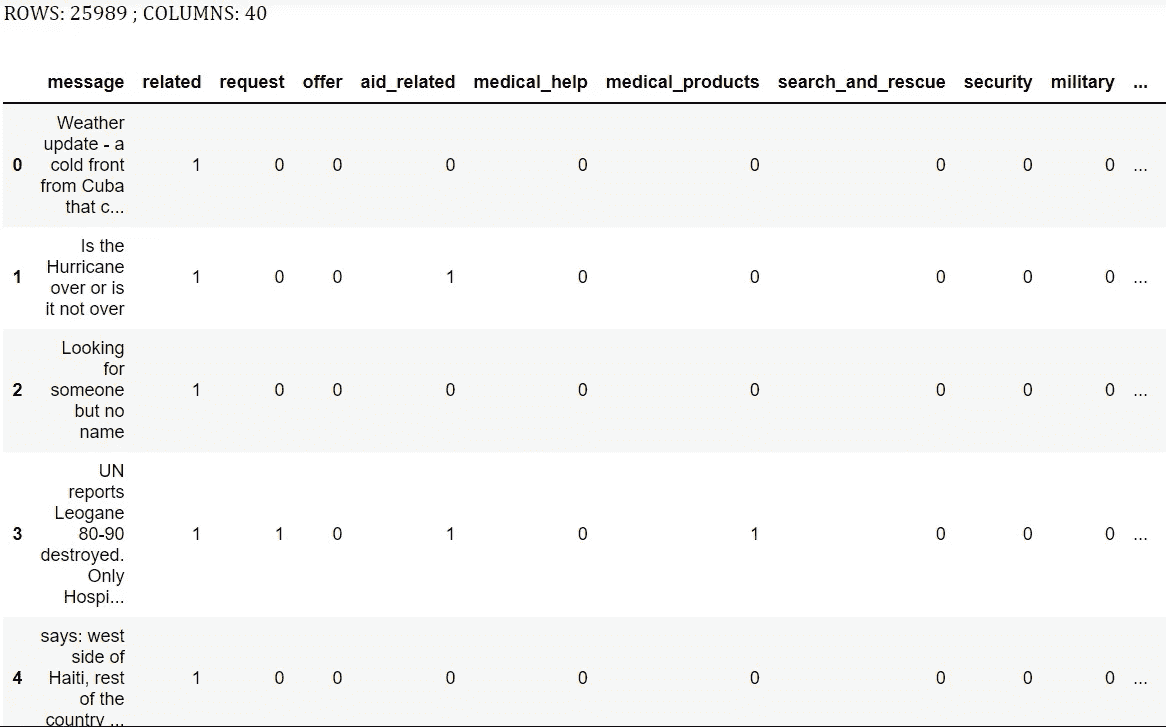 ROWS: 25989 ; COLUMNS: 40
message related request offer aid_related medical_help medical_products search_and_rescue security military ...
Weather
update - a
0 cold front 1 0 0 0 0 0 0 0 0 ...
from Cuba
that c...
Is the
Hurricane
1 over or is 1 0 0 1 0 0 0 0 0 ...
it not over
Looking
for
2 someone 1 0 0 0 0 0 0 0 0 ...
but no
name
UN
reports
Leogane
3 80-90 1 1 0 1 0 1 0 0 0 ...
destroyed.
Only
Hospi...
says: west
side of
4 Haiti, rest 1 0 0 0 0 0 0 0 0 ...
of the
country ...